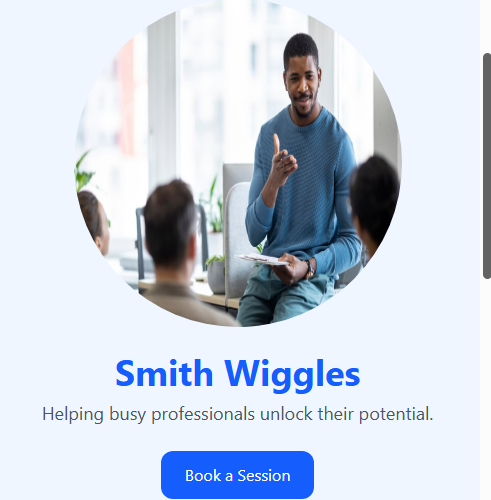 Smith Wiggles
Helping busy professionals unlock their potential.
Book a Session